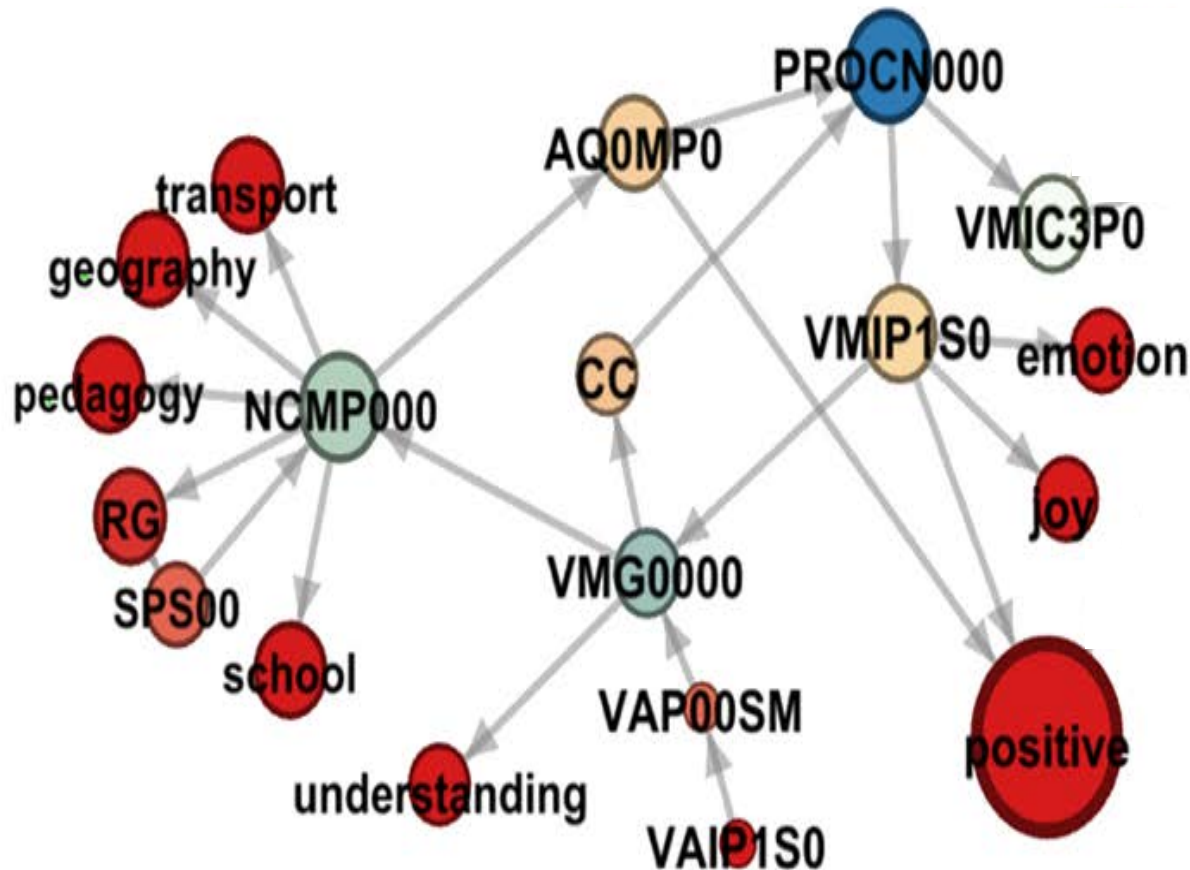 PROCN000
AQ0MP0
transport
VMIC3P0
geography
VMIP1S0
emotion
CC
pedagogy
NCMP000
RG
joy
VMG0000
SPS00
school
VAP00SM
positive
understanding
VAIP1S0